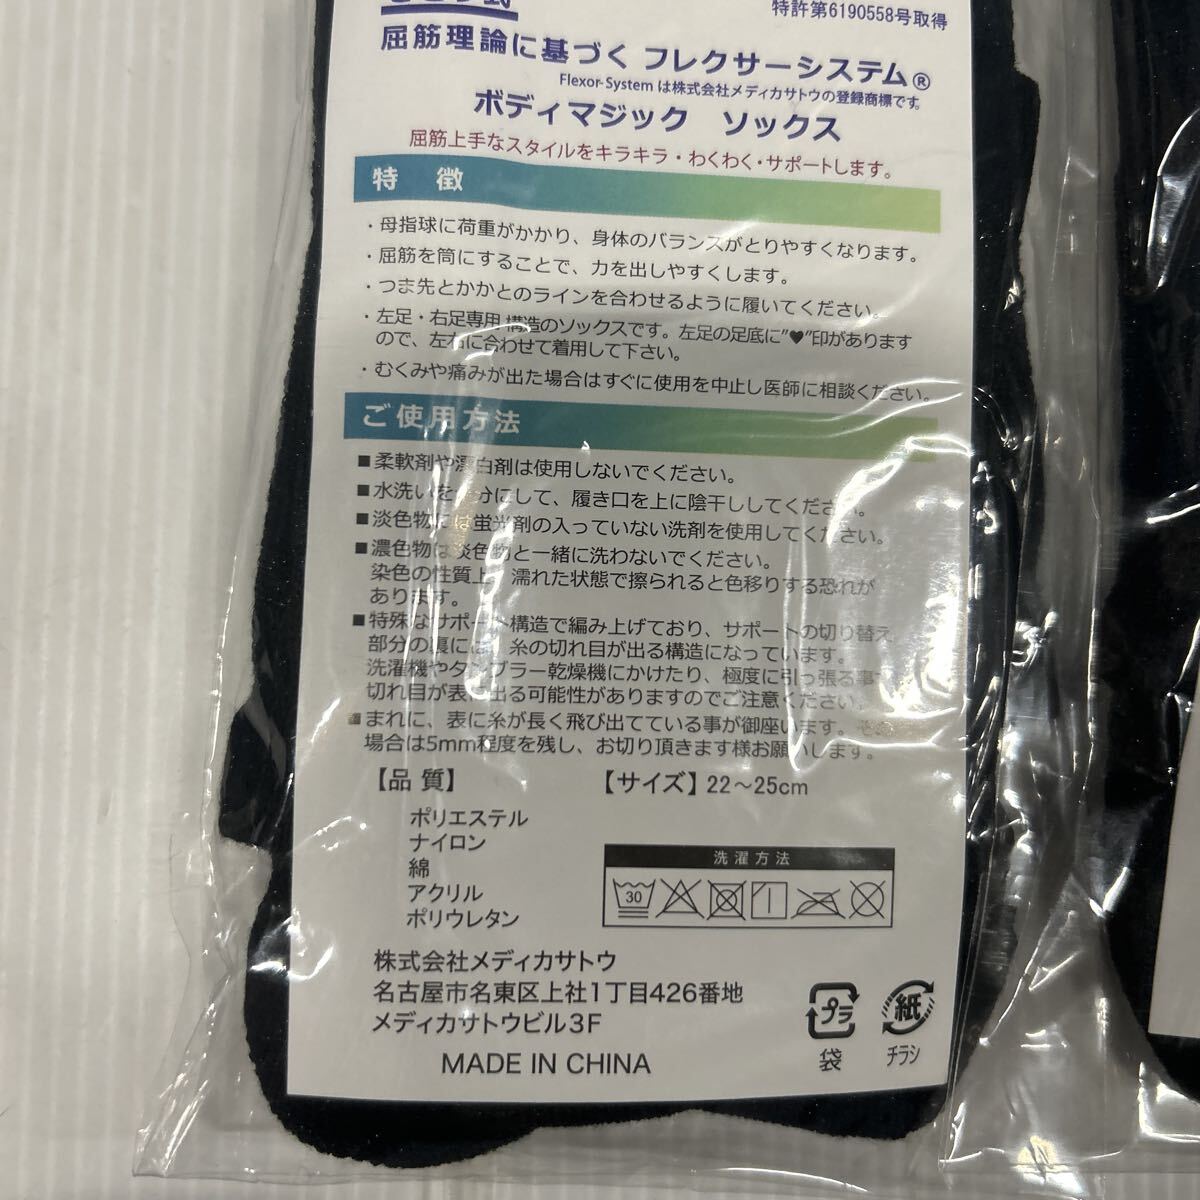 特許第6190558号取得
屈筋理論に基づく フレクサーシステム®
Flexor-System は株式会社メディカサトウの登録商標です。
ボディマジック ソックス
屈筋上手なスタイルをキラキラ・わくわく・サポートします。
特 徴
・母指球に荷重がかかり、身体のバランスがとりやすくなります。
・屈筋を筒にすることで、力を出しやすくします。
・つま先とかかとのラインを合わせるように履いてください。
・左足・右足専用 構造のソックスです。左足の足底に"♥"印があります
ので、左右に合わせて着用して下さい。
・むくみや痛みが出た場合はすぐに使用を中止し医師に相談ください。
ご使用方法
■柔軟剤や漂白剤は使用しないでください。
■水洗いを 分にして、履き口を上に陰干ししてください。
■淡色物には蛍光剤の入っていない洗剤を使用してください。
■濃色物は淡色物と一緒に洗わないでください。
染色の性質上、濡れた状態で擦られると色移りする恐れが
あります。
■特殊なサポート構造で編み上げており、サポートの切り替え
部分の裏には、糸の切れ目が出る構造になっています。
洗濯機やタンブラー乾燥機にかけたり、極度に引っ張る事で
切れ目が表に出る可能性がありますのでご注意ください。
■まれに、表に糸が長く飛び出てている事が御座います。その
場合は5mm程度を残し、お切り頂きます様お願いします。
【品 質】 【サイズ】22～25cm
ポリエステル
ナイロン
綿
アクリル
ポリウレタン
洗濯方法
30
株式会社メディカサトウ
名古屋市名東区上社1丁目426番地
メディカサトウビル3F
MADE IN CHINA
プラ
袋
紙
チラシ